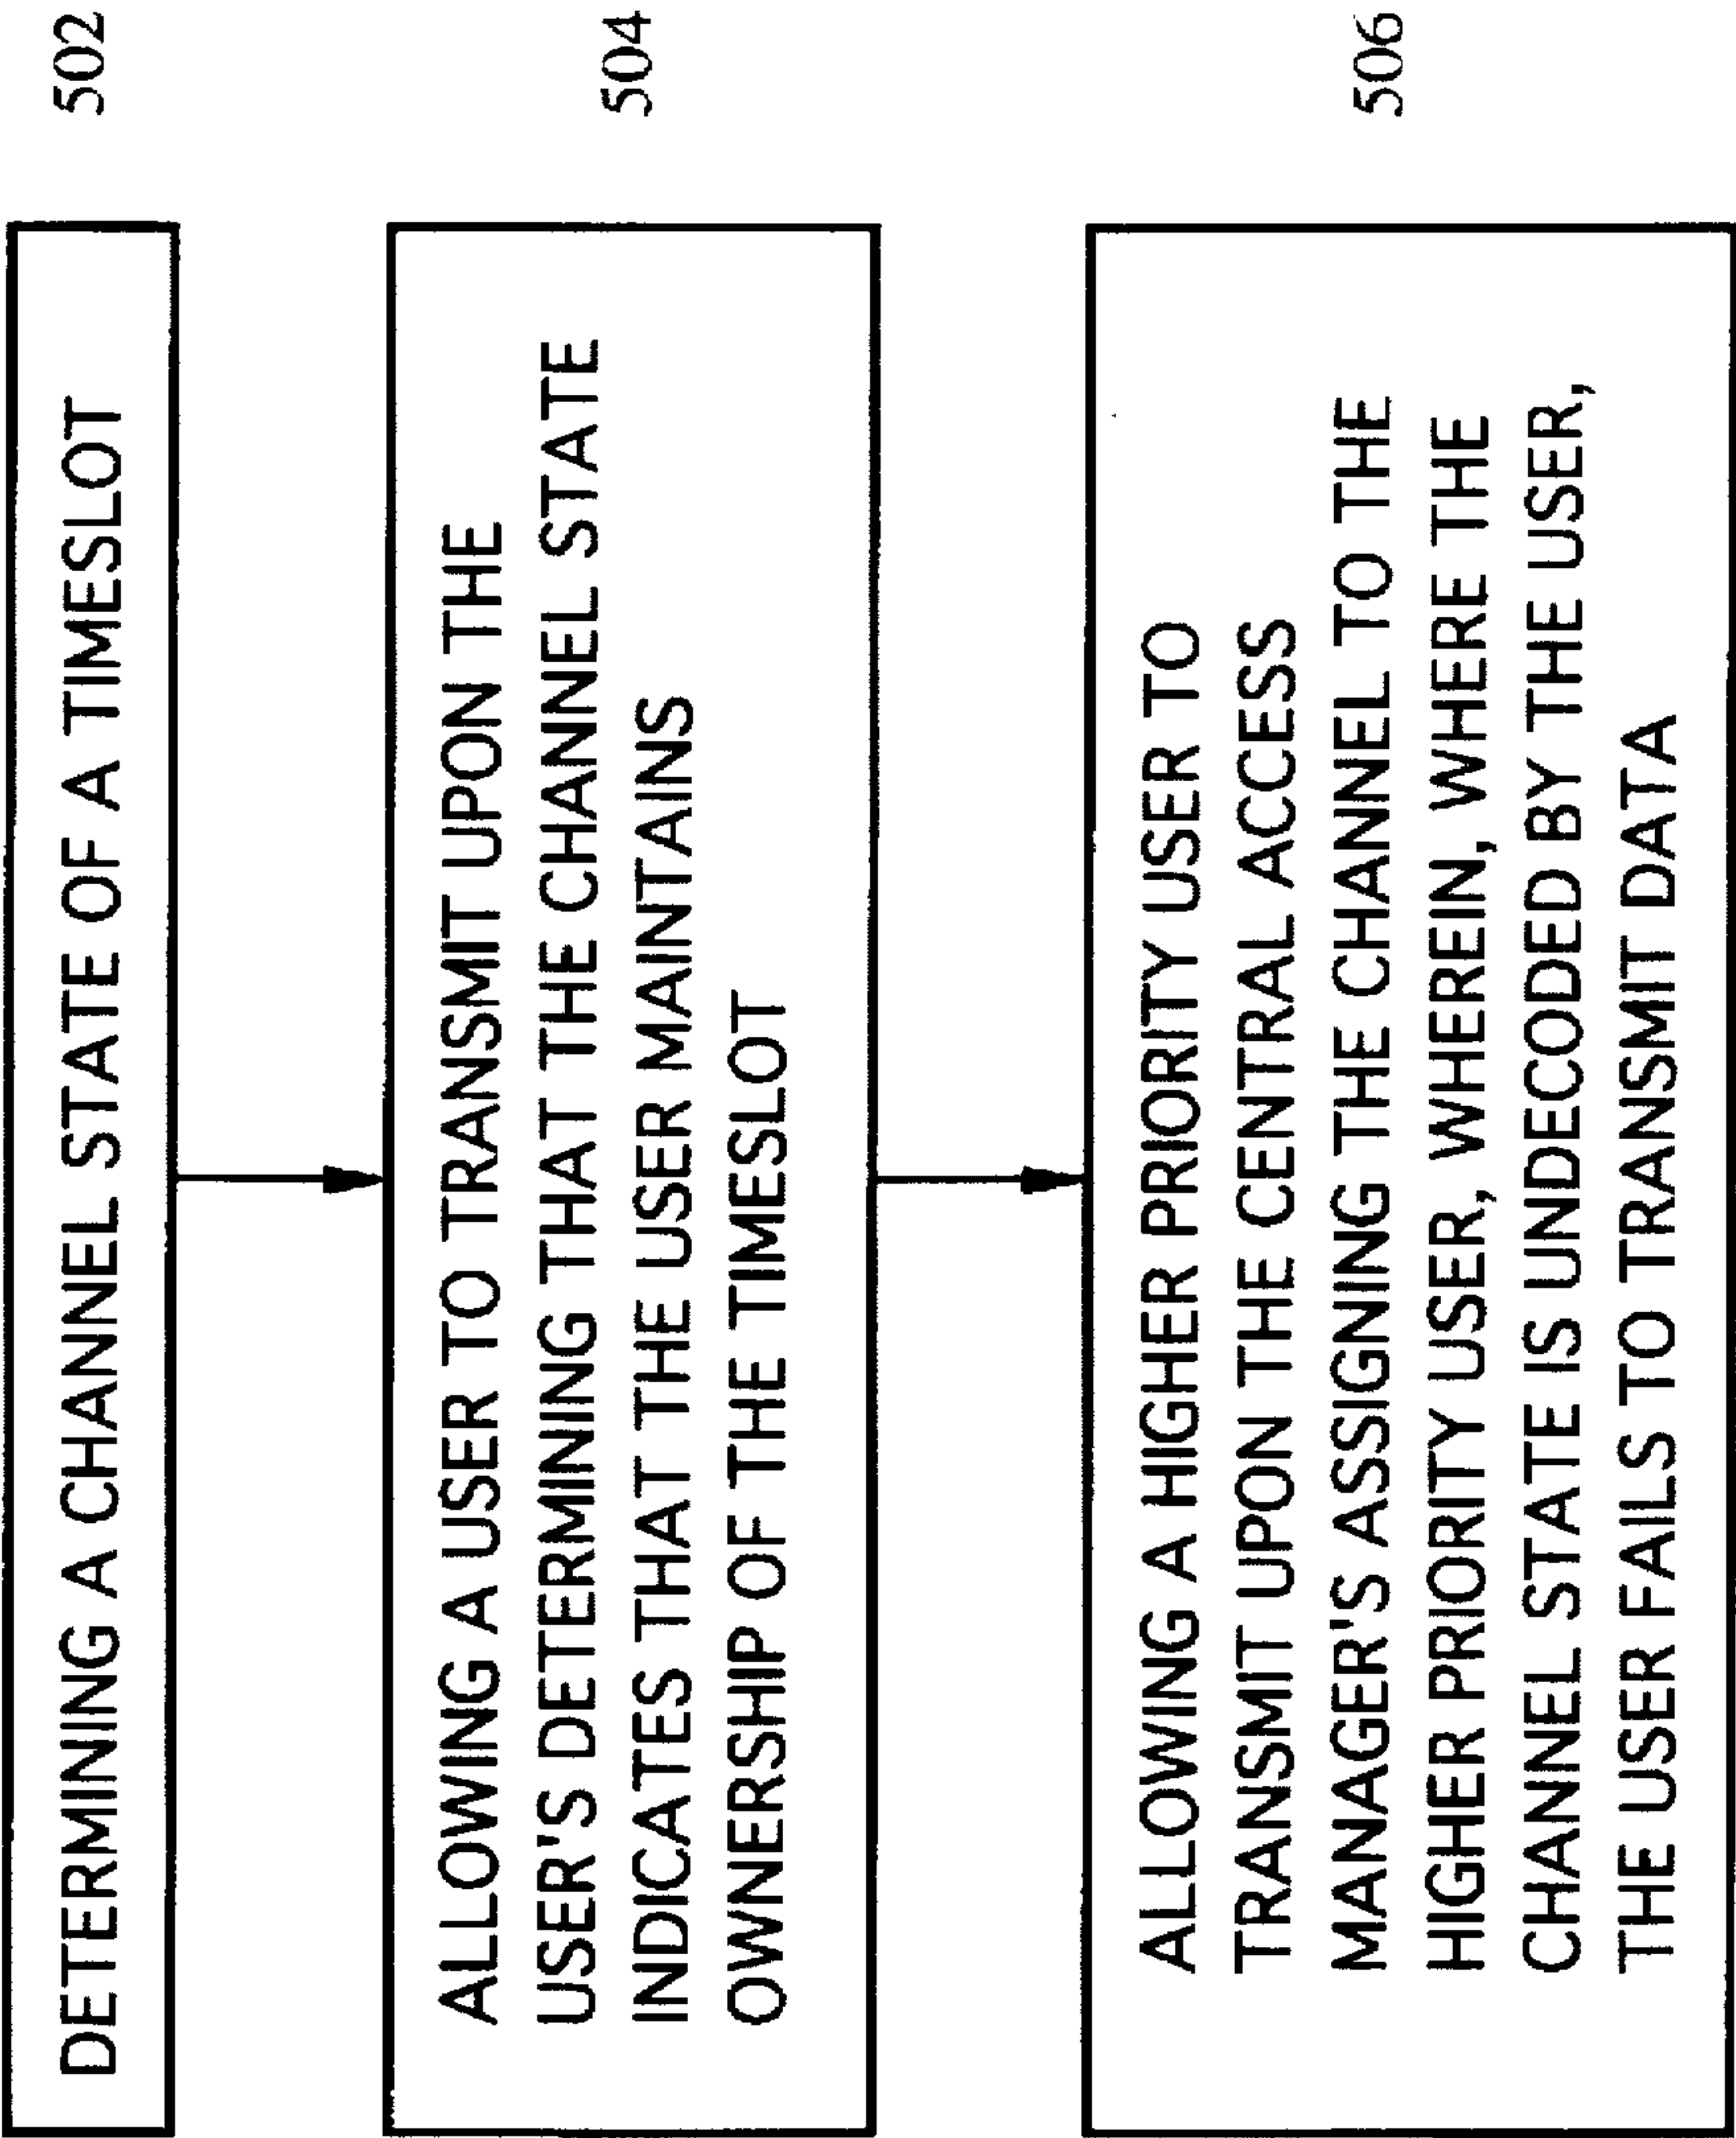 DETERMINING A CHANNEL STATE OF A TIMESLOT
502
ALLOWING A USER TO TRANSMIT UPON THE
USER'S DETERMINING THAT THE CHANNEL STATE
INDICATES THAT THE USER MAINTAINS
OWNERSHIP OF THE TIMESLOT
504
ALLOWING A HIGHER PRIORITY USER TO
TRANSMIT UPON THE CENTRAL ACCESS
MANAGER'S ASSIGNING THE CHANNEL TO THE
HIGHER PRIORITY USER, WHEREIN, WHERE THE
CHANNEL STATE IS UNDECODED BY THE USER,
THE USER FAILS TO TRANSMIT DATA
506